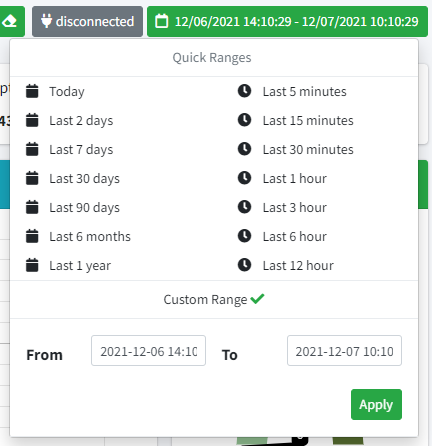 disconnected
12/06/2021 14:10:29 - 12/07/2021 10:10:29
Quick Ranges
Today
Last 5 minutes
Last 2 days
Last 15 minutes
Last 7 days
Last 30 minutes
Last 30 days
Last 1 hour
Last 90 days
Last 3 hour
Last 6 months
Last 6 hour
Last 1 year
Last 12 hour
Custom Range
From
2021-12-06 14:10
To
2021-12-07 10:10
Apply